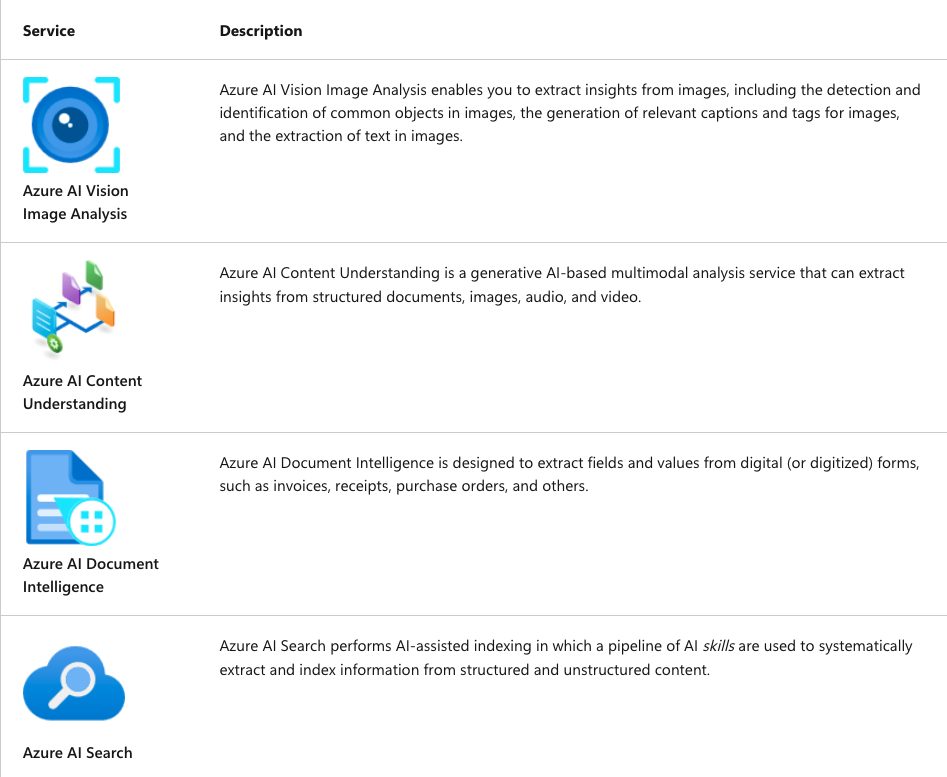 Service
Description
Azure AI Vision Image Analysis enables you to extract insights from images, including the detection and
identification of common objects in images, the generation of relevant captions and tags for images,
and the extraction of text in images.
Azure AI Vision
Image Analysis
Azure AI Content Understanding is a generative AI-based multimodal analysis service that can extract
insights from structured documents, images, audio, and video.
Azure AI Content
Understanding
Azure AI Document Intelligence is designed to extract fields and values from digital (or digitized) forms,
such as invoices, receipts, purchase orders, and others.
Azure AI Document
Intelligence
Azure AI Search performs AI-assisted indexing in which a pipeline of AI skills are used to systematically
extract and index information from structured and unstructured content.
Azure AI Search